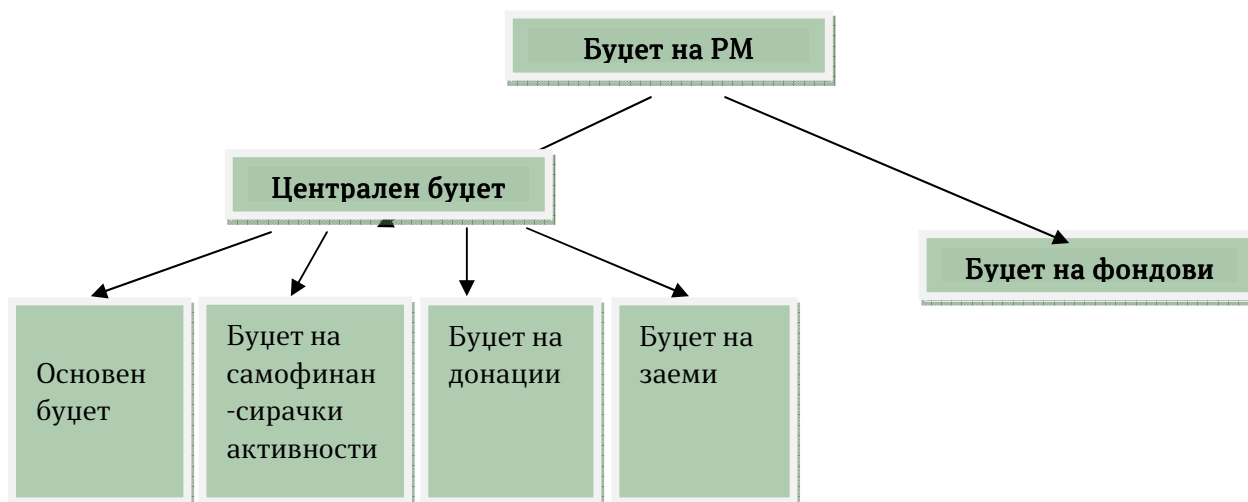 Буџет на РМ
Централен буџет
Буџет на фондови
Основен
буџет
Буџет на
самофинан
-сирачки
активности
Буџет на
донации
Буџет на
заеми